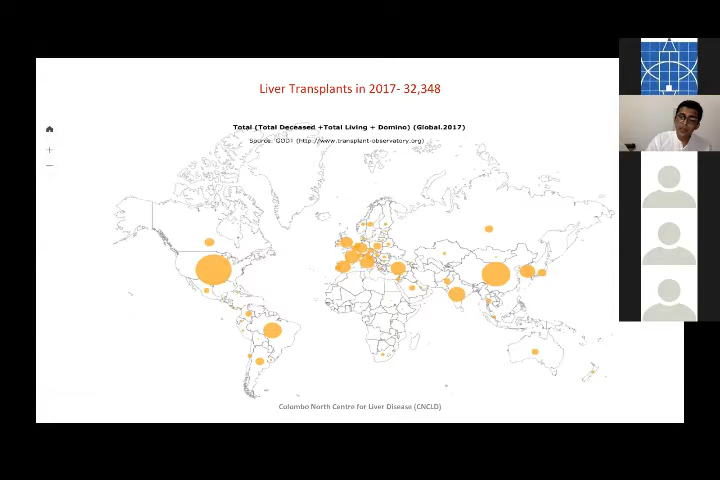 Liver Transplants in 2017- 32,348
Total (Total Deceased +Total Living + Domino) (Global.2017)
Source: GODT (http://www.transplant-observatory.org)
Colombo North Centre for Liver Disease (CNCLD)